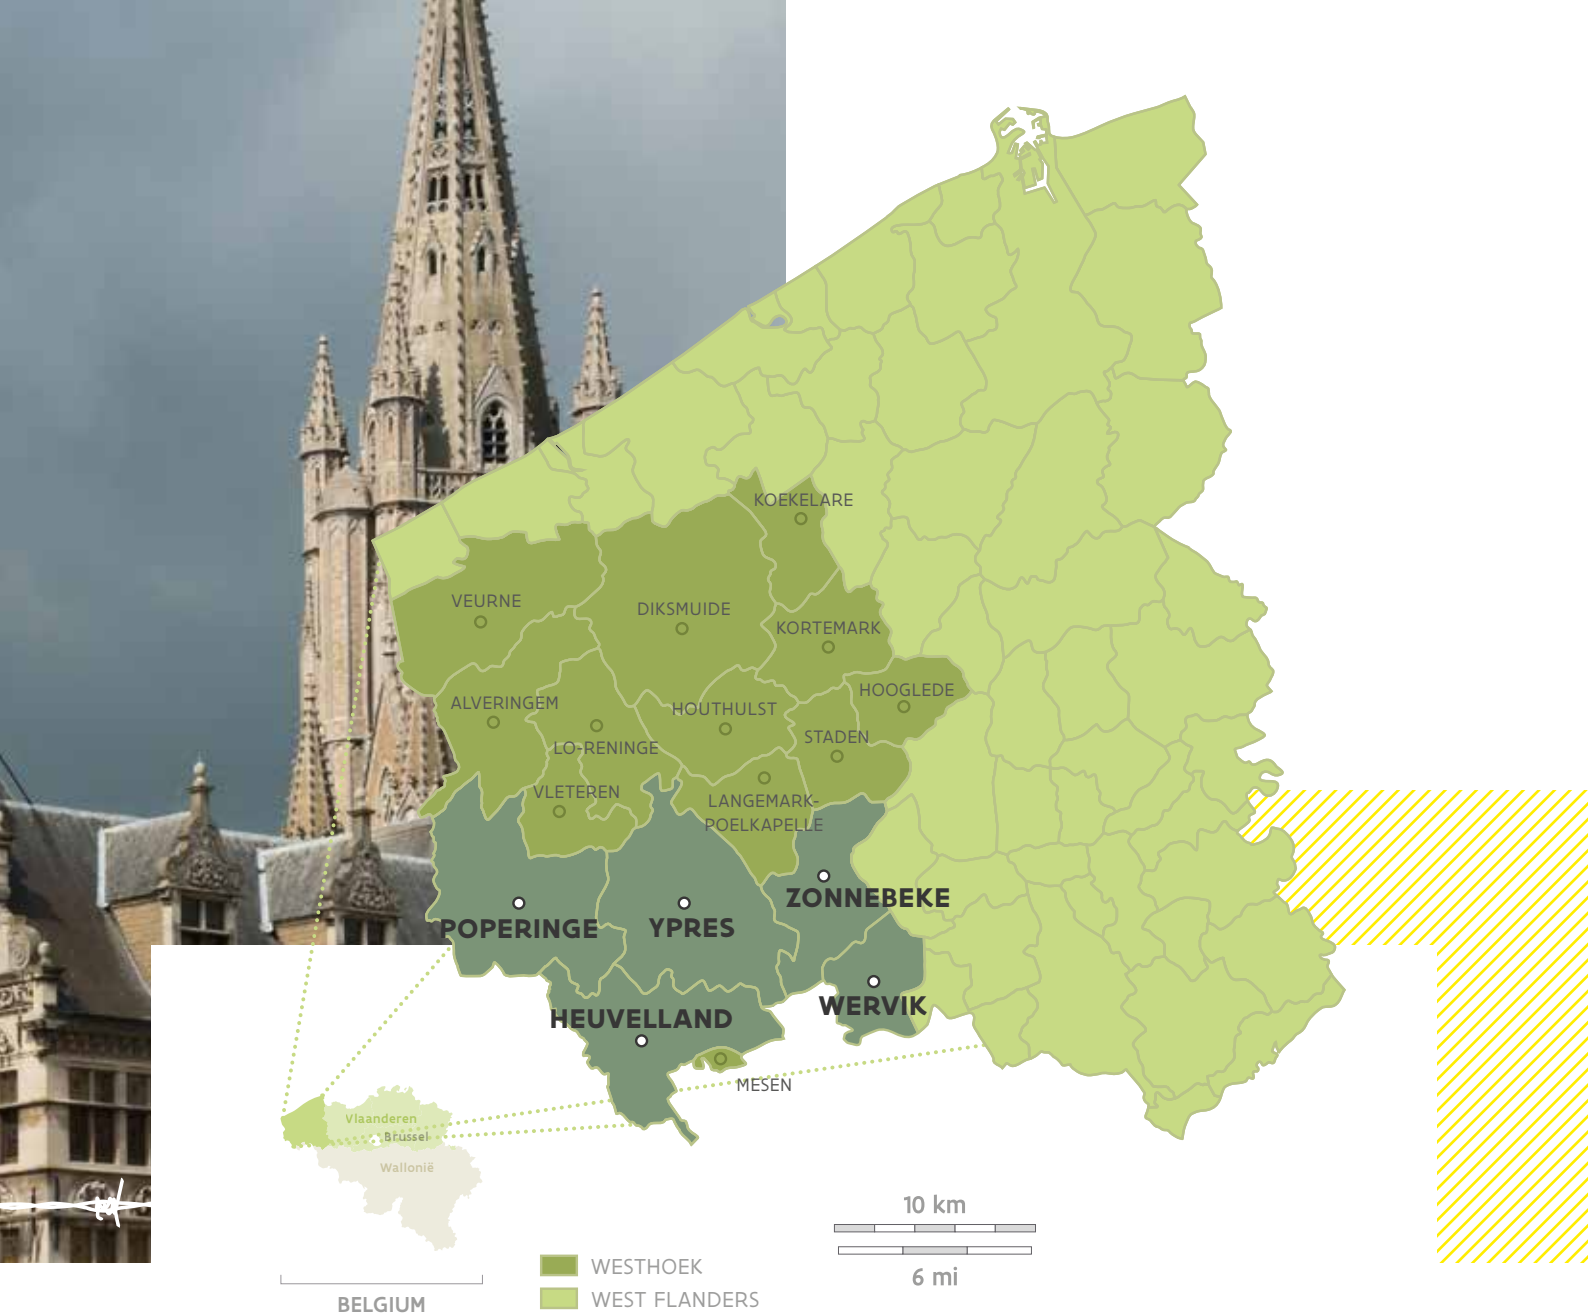 KOEKELARE
VEURNE
DIKSMUIDE
KORTEMARK
HOOGLEDE
ALVERINGEM
HOUTHULST
STADEN
LO-RENINGE
VLETEREN
LANGEMARK-
POELKAPELLE
ZONNEBEKE
POPERINGE
YPRES
WERVIK
HEUVELLAND
MESEN
Vlaanderen
Brussel
Wallonië
BELGIUM
WESTHOEK
WEST FLANDERS
10 km
6 mi